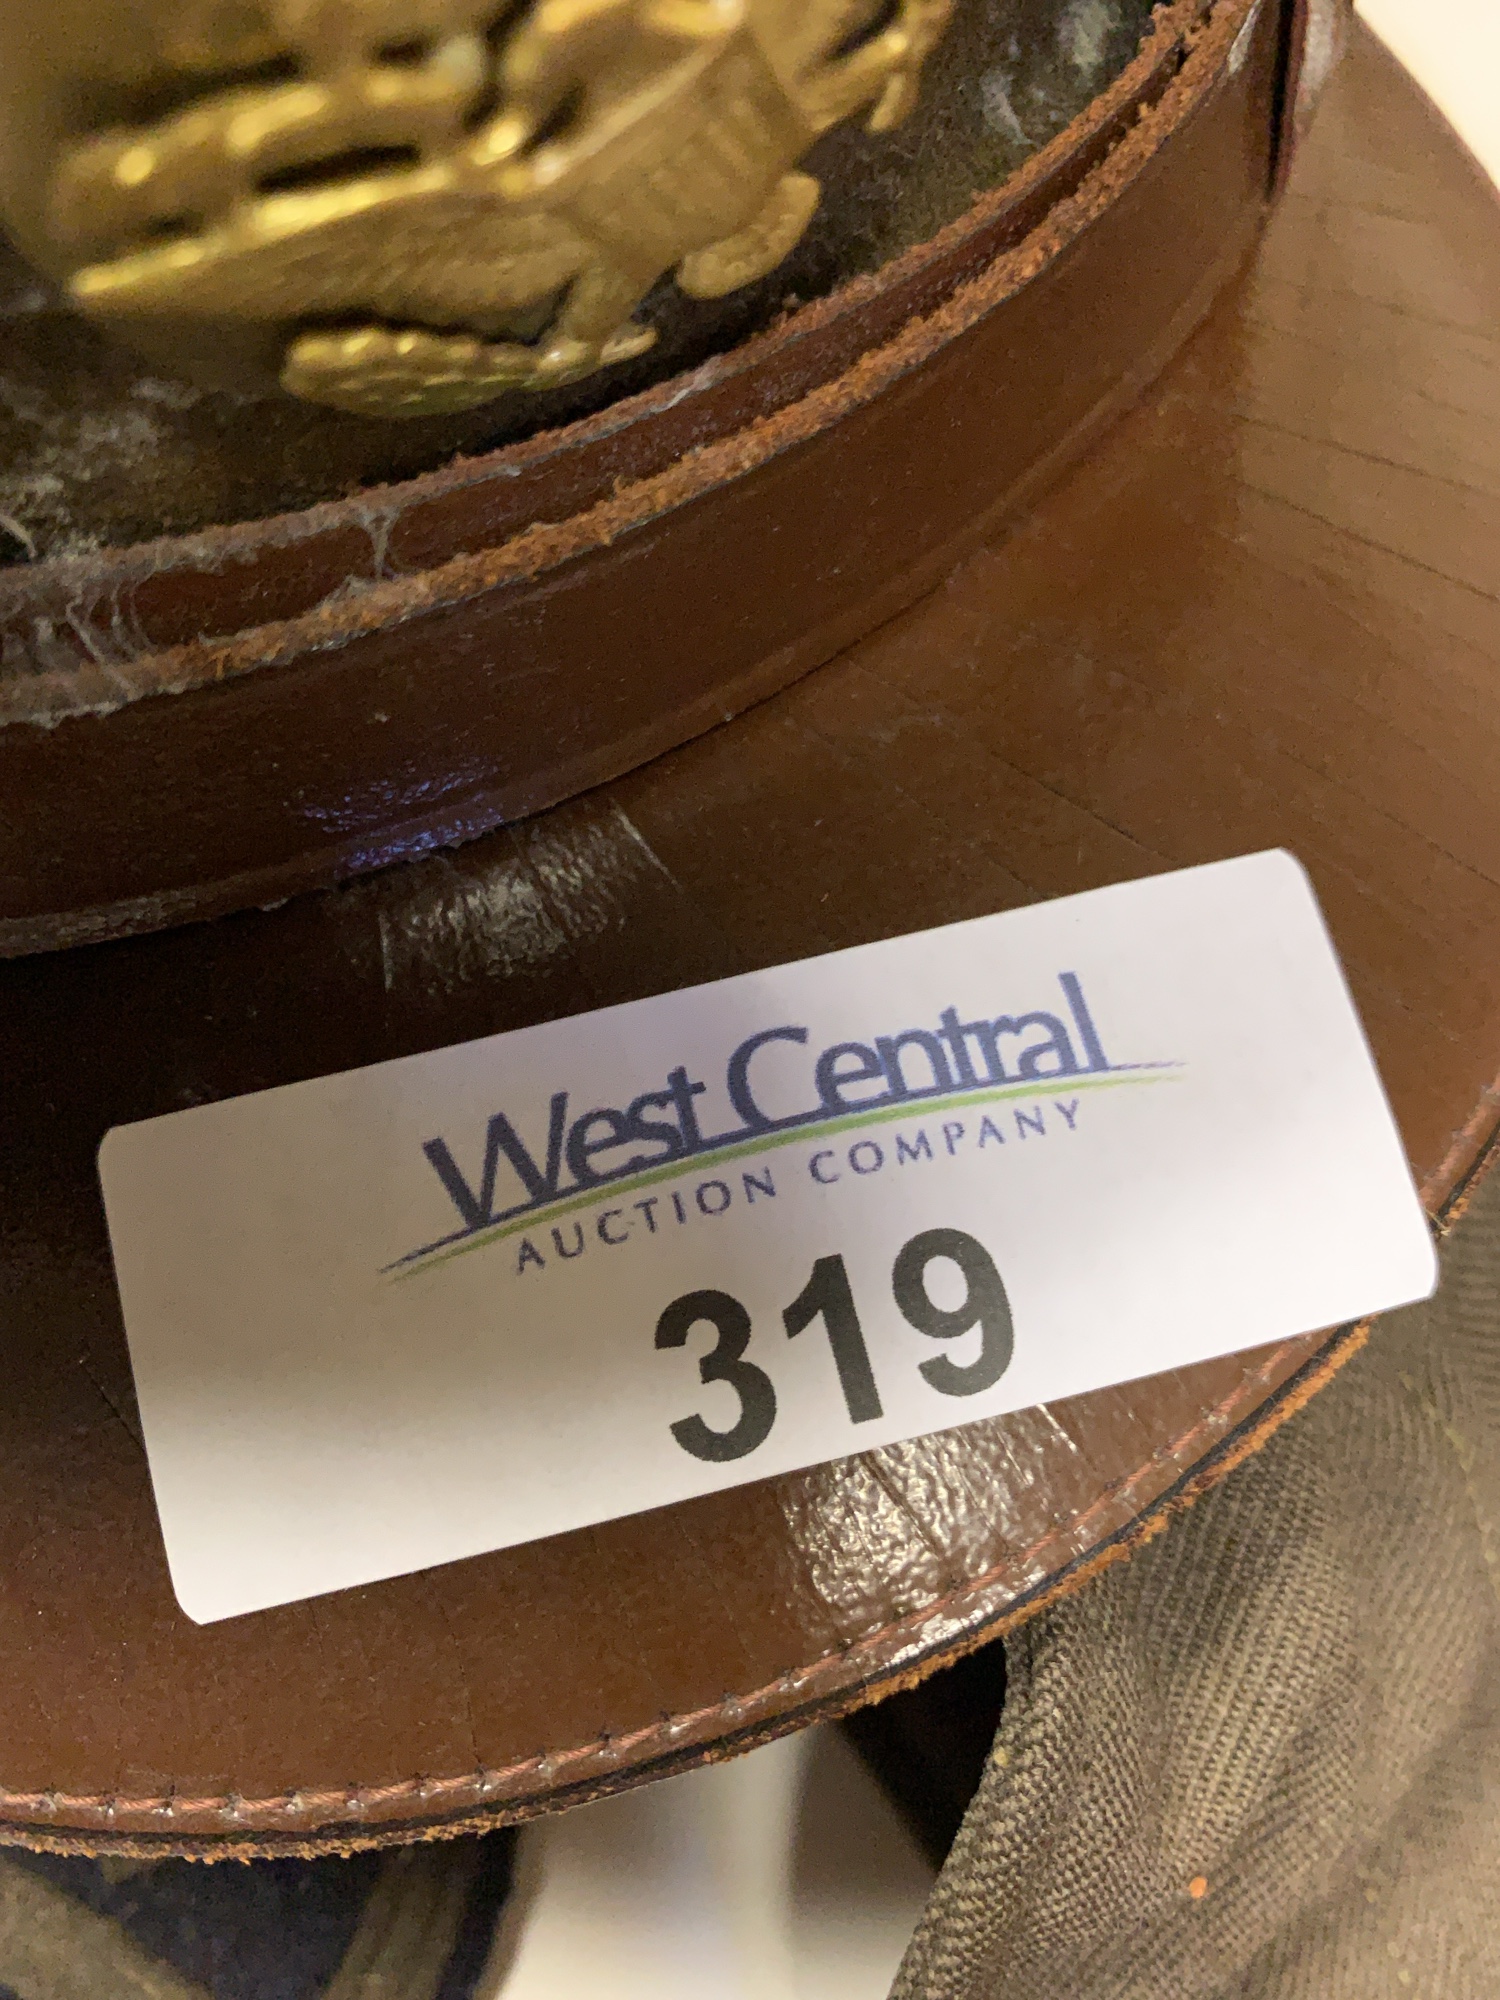 West Central
AUCTION COMPANY
319